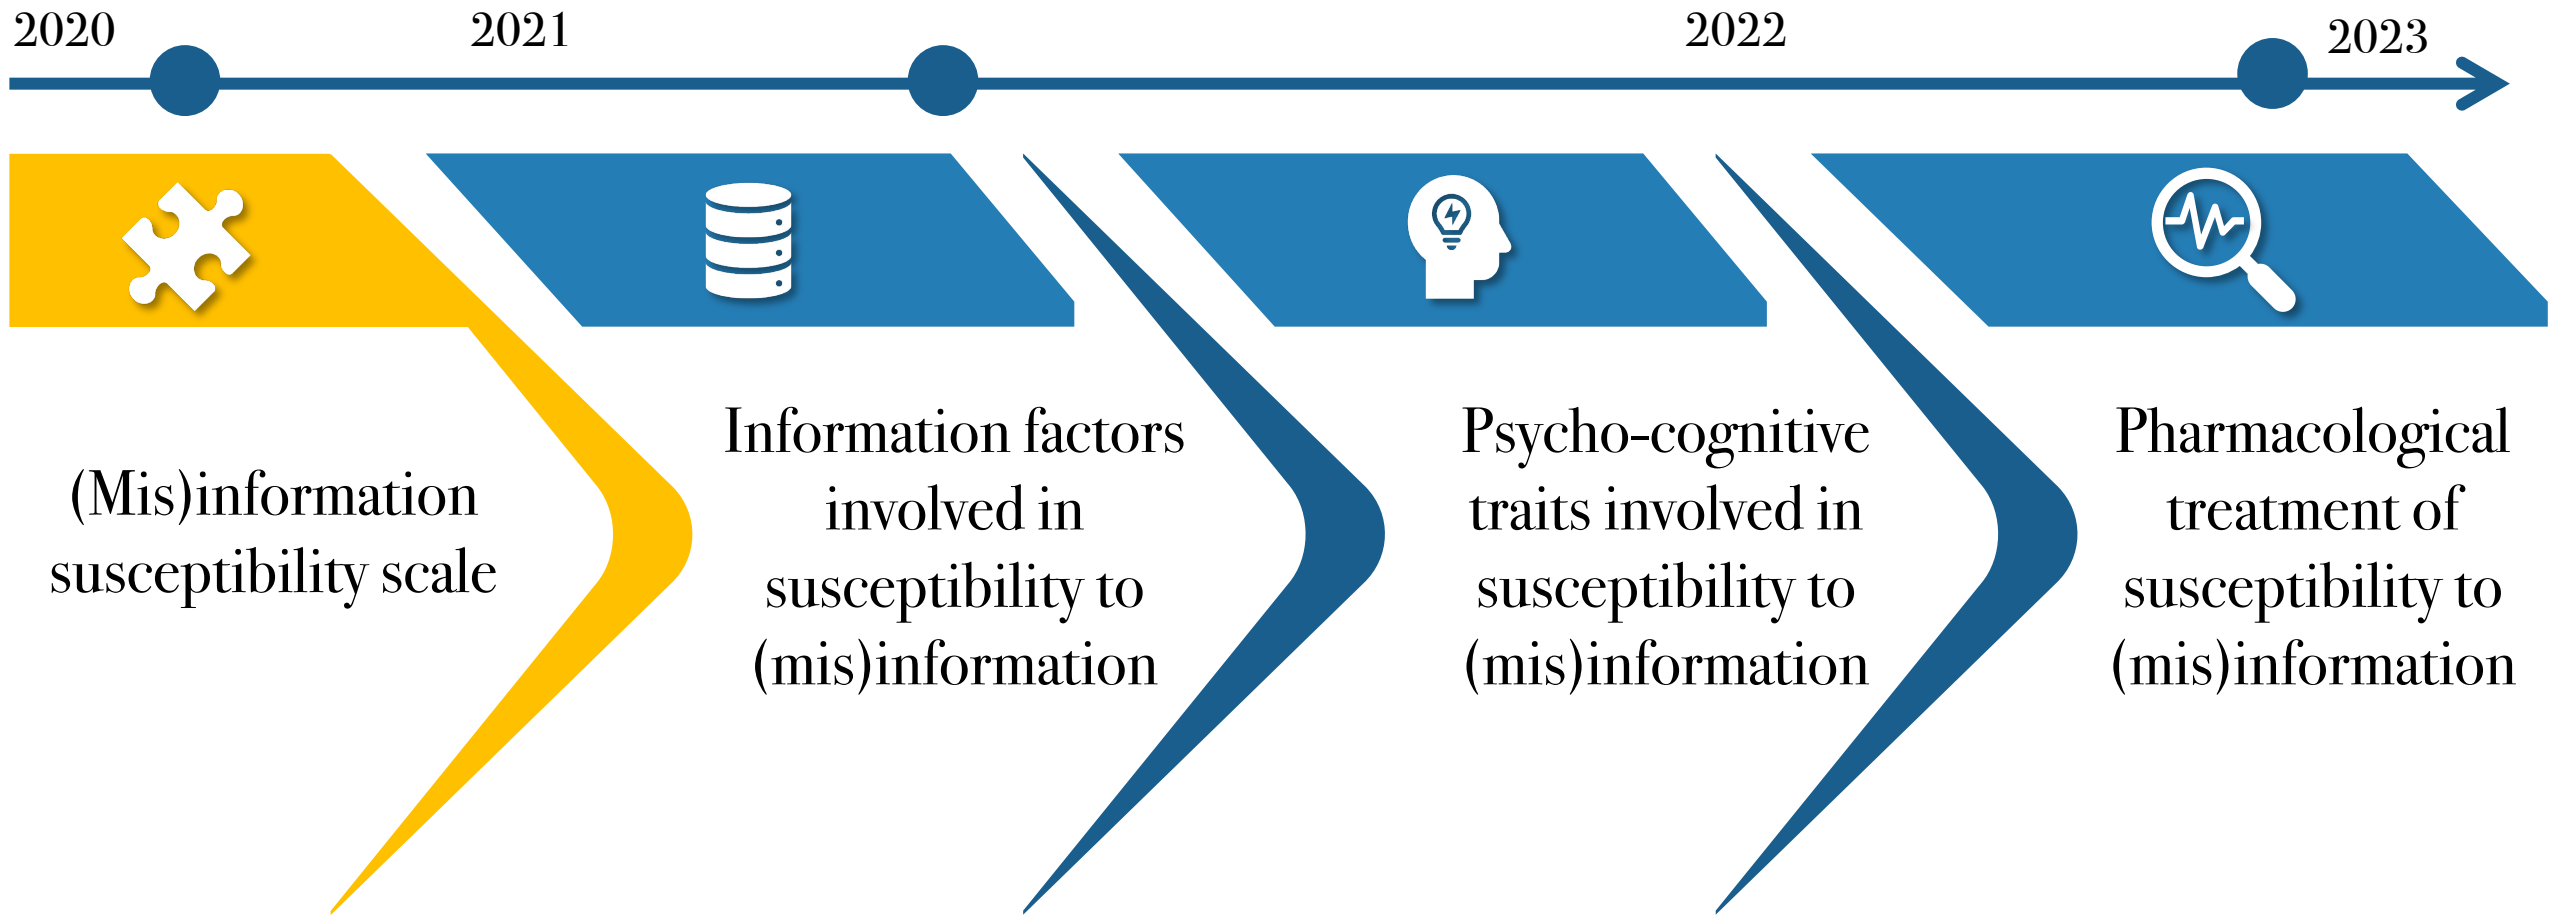 2020
2021
2022
2023
(Mis)information
susceptibility scale
Information factors
involved in
susceptibility to
(mis)information
Psycho-cognitive
traits involved in
susceptibility to
(mis)information
Pharmacological
treatment of
susceptibility to
(mis)information